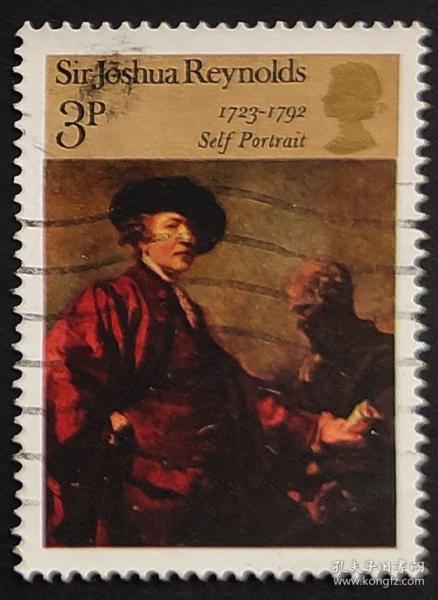 Sir Joshua Reynolds
3P
1723-1792
Self Portrait
孔夫子旧书网
www.kongfz.com